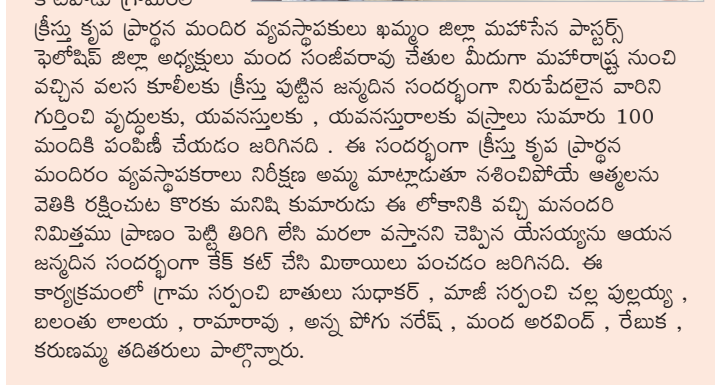 క్రీస్తు కృప ప్రార్థన మందిర వ్యవస్థాపకులు ఖమ్మం జిల్లా మహాసేన పాస్టర్స్
ఫెలోషిప్ జిల్లా అధ్యక్షులు మంద సంజీవరావు చేతుల మీదుగా మహారాష్ట్ర నుంచి
వచ్చిన వలస కూలీలకు క్రీస్తు పుట్టిన జన్మదిన సందర్భంగా నిరుపేదలైన వారిని
గుర్తించి వృద్ధులకు, యవనస్తులకు , యవనస్తురాలకు వస్త్రాలు సుమారు 100
మందికి పంపిణీ చేయడం జరిగినది . ఈ సందర్భంగా క్రీస్తు కృప ప్రార్థన
మందిరం వ్యవస్థాపకరాలు నిరీక్షణ అమ్మ మాట్లాడుతూ నశించిపోయే ఆత్మలను
వెతికి రక్షించుట కొరకు మనిషి కుమారుడు ఈ లోకానికి వచ్చి మనందరి
నిమిత్తము ప్రాణం పెట్టి తిరిగి లేసి మరలా వస్తానని చెప్పిన యేసయ్యను ఆయన
జన్మదిన సందర్భంగా కేక్ కట్ చేసి మిఠాయిలు పంచడం జరిగినది. ఈ
కార్యక్రమంలో గ్రామ సర్పంచి బాతులు సుధాకర్ , మాజీ సర్పంచి చల్ల పుల్లయ్య ,
బలంతు లాలయ , రామారావు , అన్న పోగు నరేష్ , మంద అరవింద్ , రేబుక ,
కరుణమ్మ తదితరులు పాల్గొన్నారు.